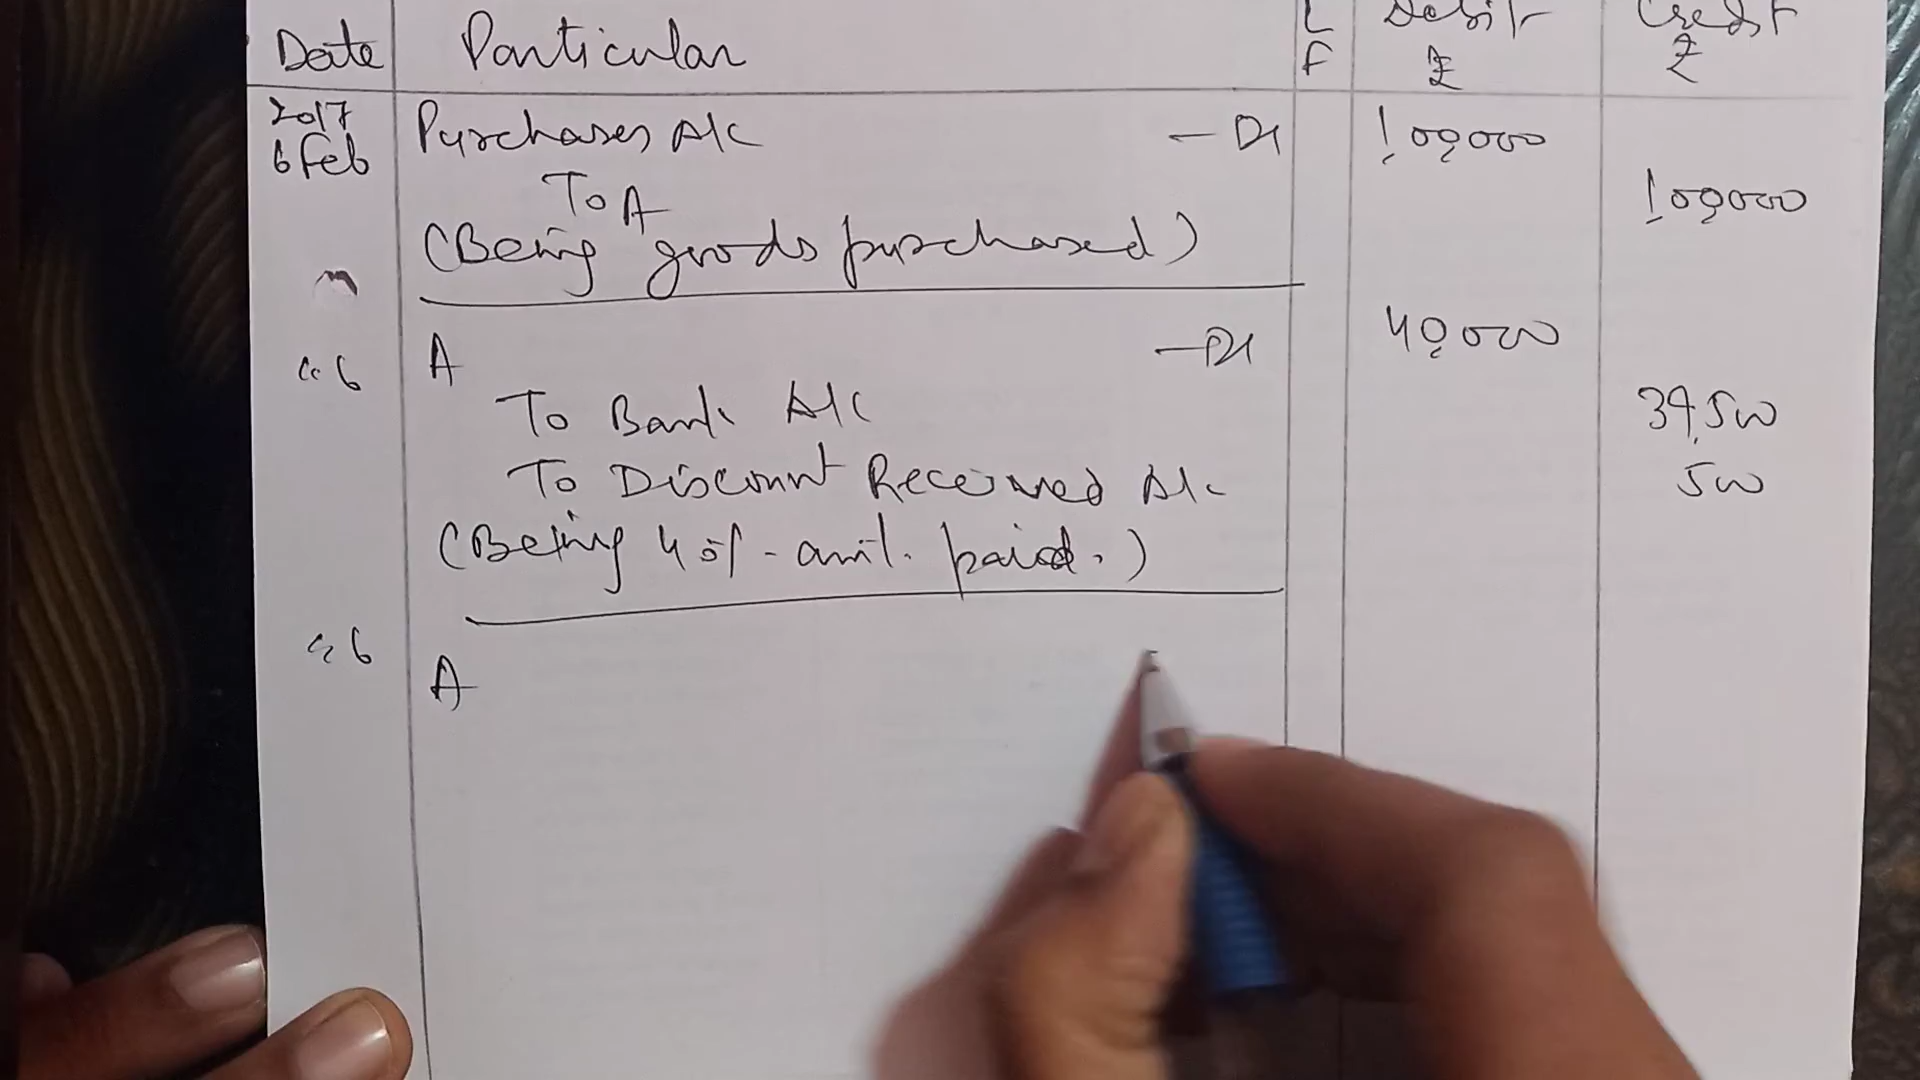 Date Particular L F Debit ₹ Credit ₹
2017
6 Feb Purchases A/c — Dr 1,00,000
To A 1,00,000
(Being goods purchased)
" 6 A — Dr 40,000
To Bank A/c 39,500
To Discount Received A/c 500
(Being 40% amt. paid.)
" 6 A